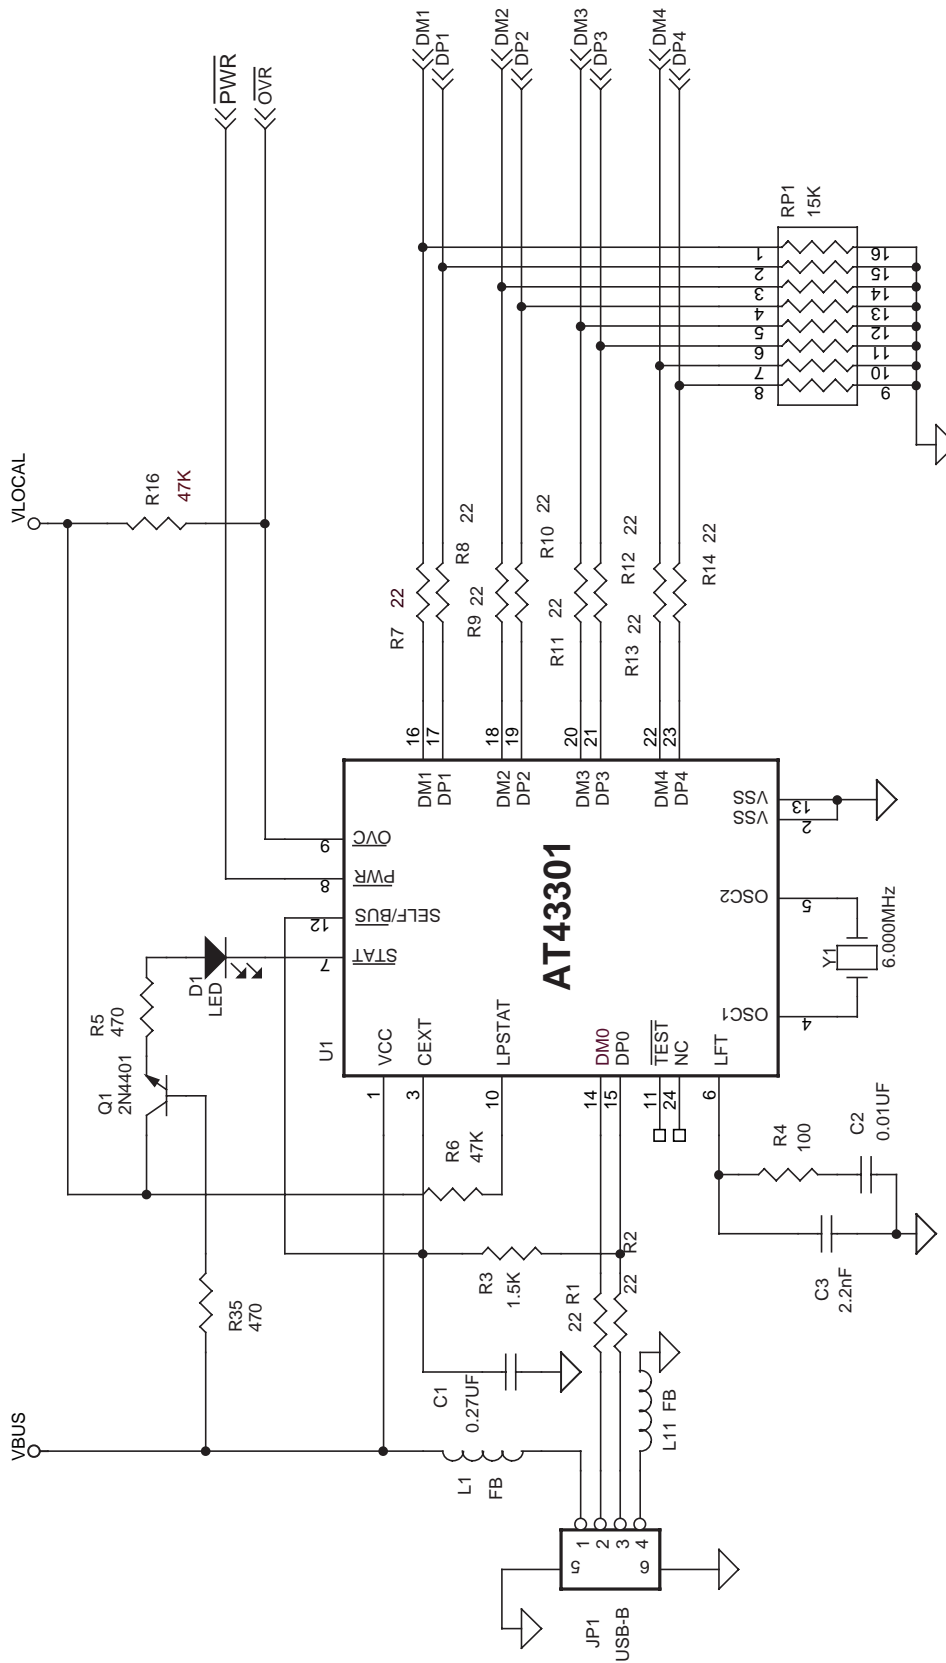 VBUS
VLOCAL
PWR
OVR
R16
47K
R35
470
Q1
2N4401
R5
470
D1
LED
DM1
DP1
DM2
DP2
DM3
DP3
DM4
DP4
R7 22
R8 22
R9 22
R10 22
R11 22
R12 22
R13 22
R14 22
RP1
15K
1 2 3 4 5 6 7 8
16 15 14 13 12 11 10 9
U1
AT43301
7 STAT
12 SELF/BUS
8 PWR
9 OVC
1 VCC
3 CEXT
10 LPSTAT
14 DM0
15 DP0
11 TEST
24 NC
6 LFT
16 DM1
17 DP1
18 DM2
19 DP2
20 DM3
21 DP3
22 DM4
23 DP4
4 OSC1
5 OSC2
2 VSS
13 VSS
Y1
6.000MHz
R6
47K
R3
1.5K
C1
0.27UF
L1
FB
22 R1
22 R2
L11 FB
R4
100
C2
0.01UF
C3
2.2nF
5 6
1
2
3
4
JP1
USB-B